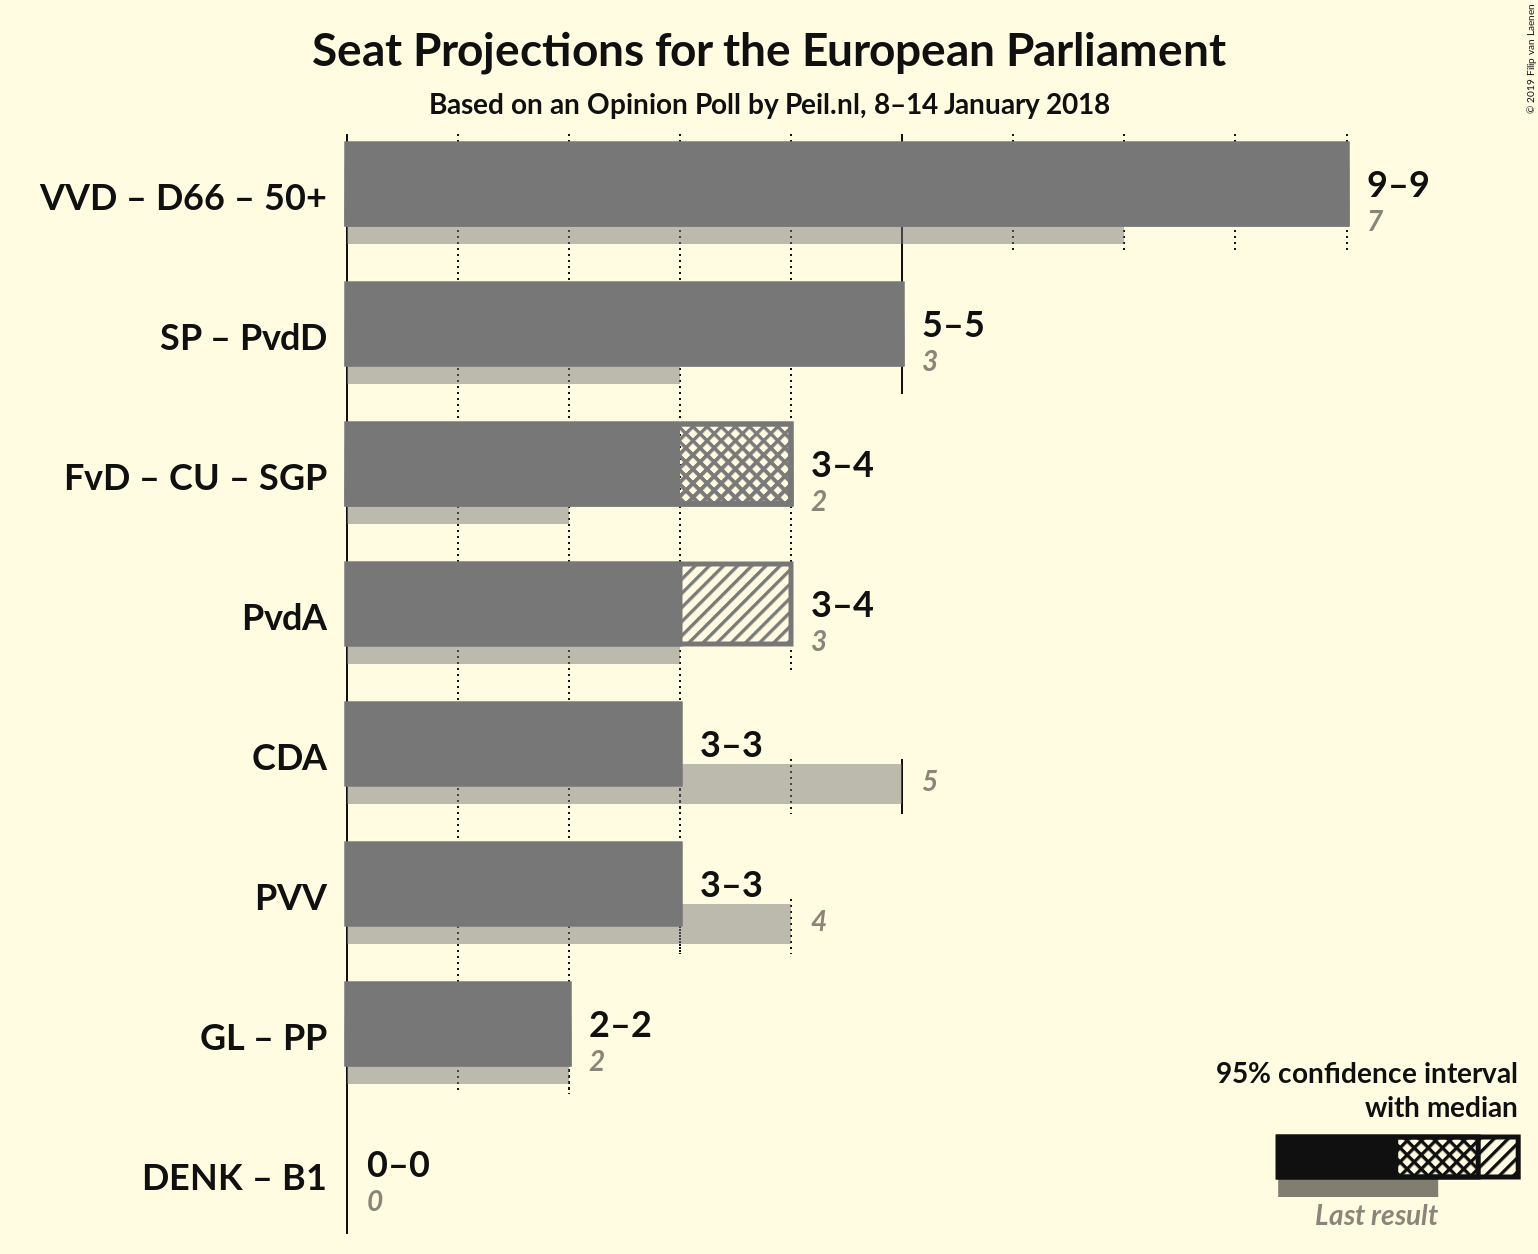 Seat Projections for the European Parliament
Based on an Opinion Poll by Peil.nl, 8–14 January 2018
© 2019 Filip van Laenen
VVD – D66 – 50+
9–9
7
SP – PvdD
5–5
3
FvD – CU – SGP
3–4
2
PvdA
3–4
3
CDA
3–3
5
PVV
3–3
4
GL – PP
2–2
2
DENK – B1
0–0
0
95% confidence interval
with median
Last result